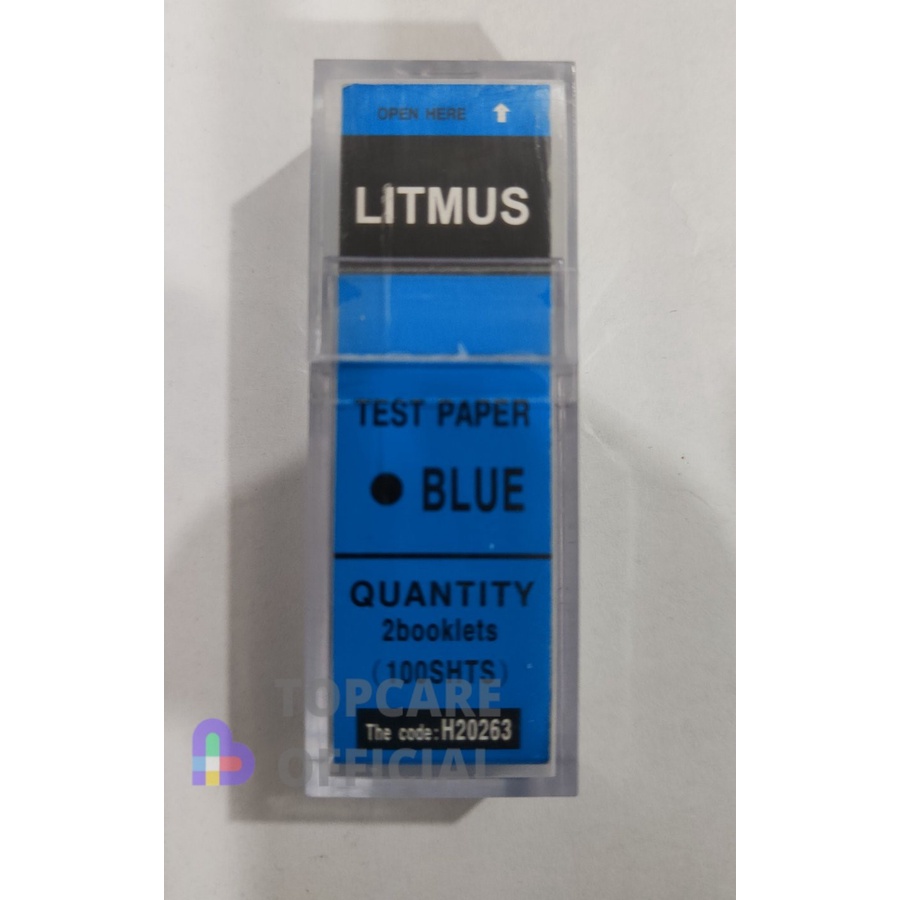 OPEN HERE
LITMUS
TEST PAPER
BLUE
QUANTITY
2booklets
(100SHTS)
TOPCARE
The code:H20263
OFFICIAL